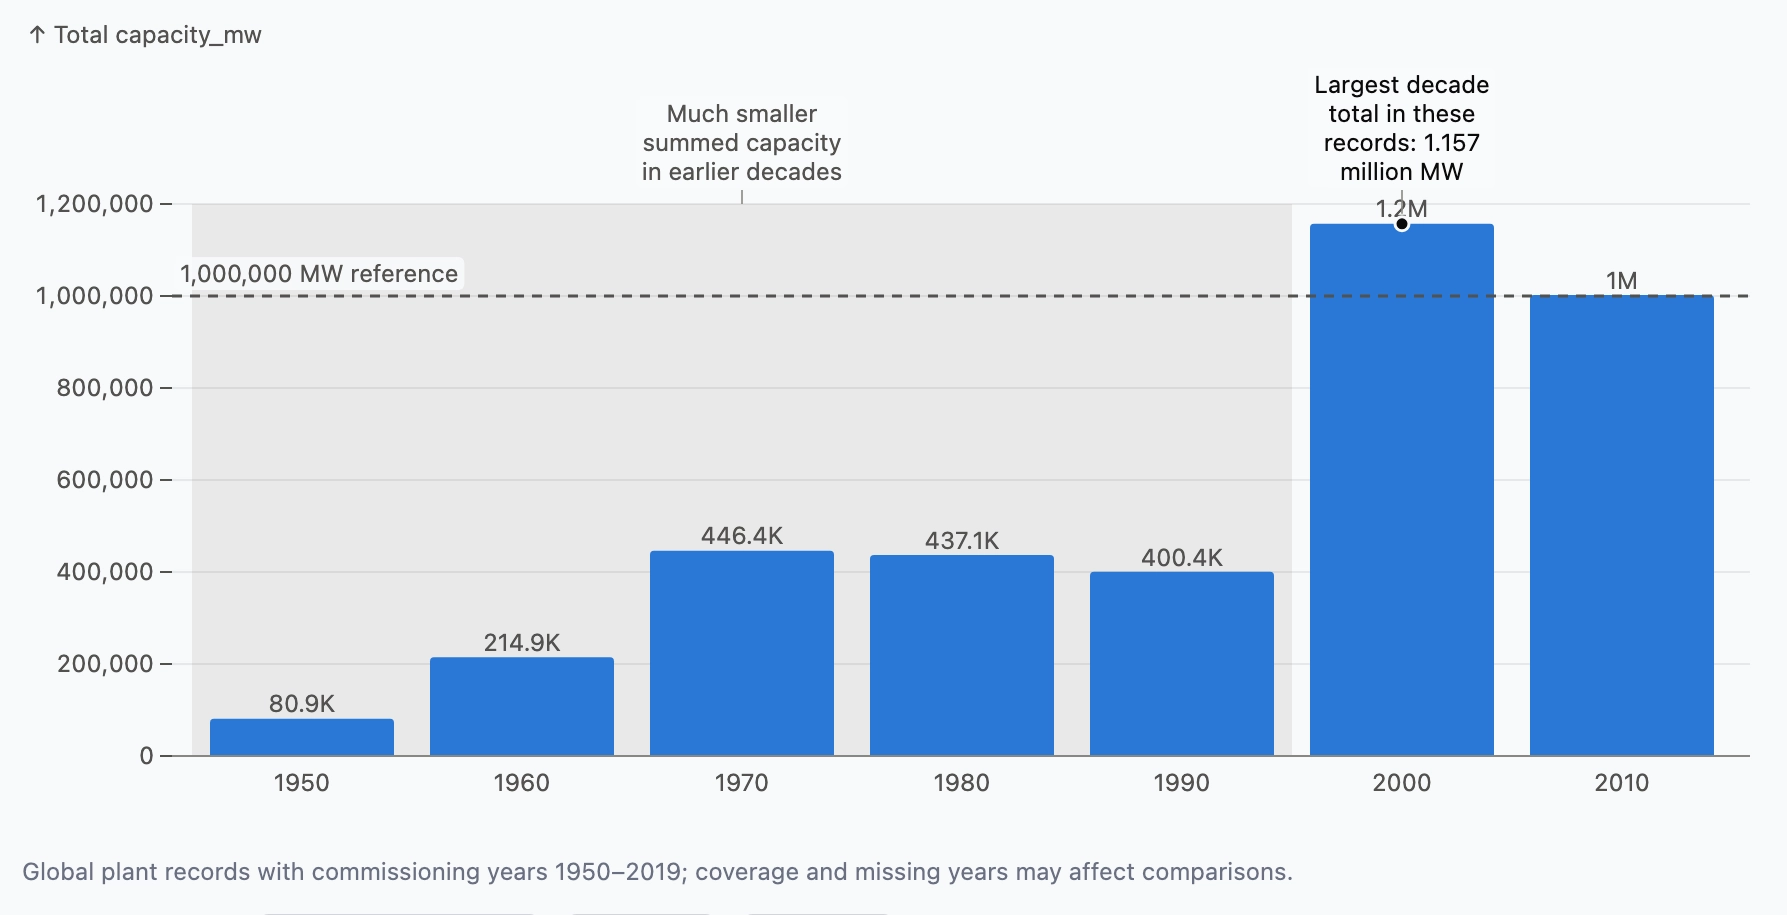 ↑ Total capacity_mw
Much smaller
summed capacity
in earlier decades
Largest decade
total in these
records: 1.157
million MW
1,200,000
1.2M
1,000,000 MW reference
1,000,000
1M
800,000
600,000
446.4K
437.1K
400.4K
400,000
214.9K
200,000
80.9K
0
1950 1960 1970 1980 1990 2000 2010
Global plant records with commissioning years 1950–2019; coverage and missing years may affect comparisons.